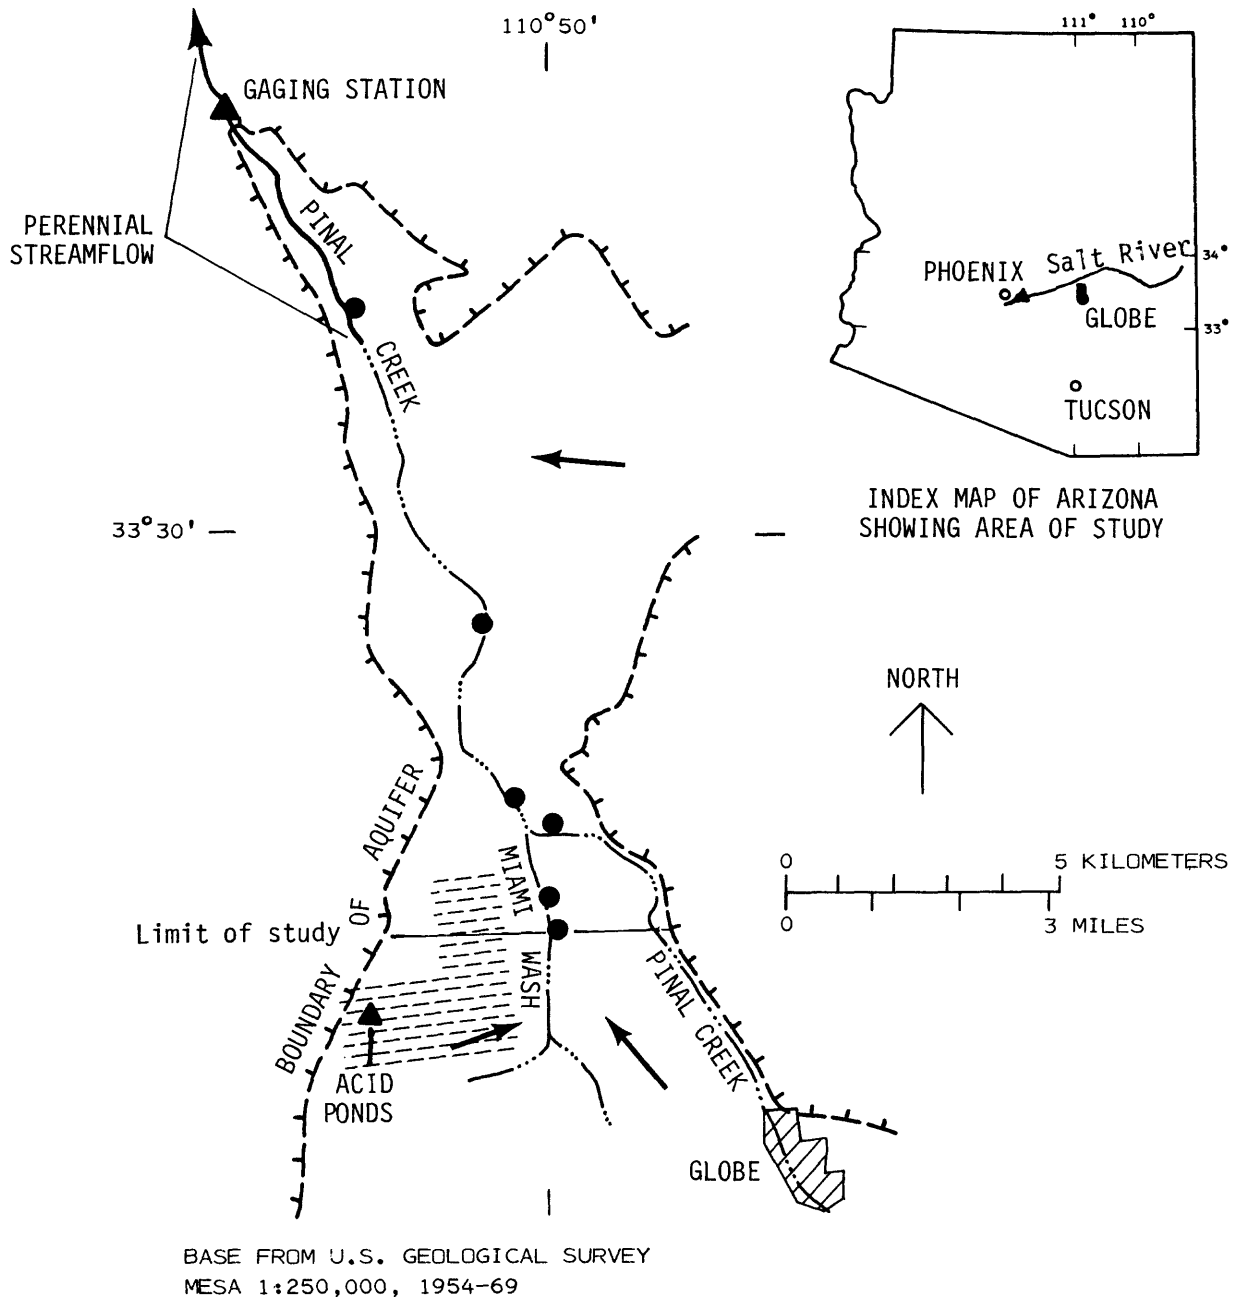 110°50'
111° 110°
GAGING STATION
PERENNIAL
STREAMFLOW
PINAL
CREEK
PHOENIX
Salt River
34°
GLOBE
33°
TUCSON
INDEX MAP OF ARIZONA
SHOWING AREA OF STUDY
33°30'
NORTH
BOUNDARY OF AQUIFER
MIAMI WASH
0 5 KILOMETERS
0 3 MILES
Limit of study
PINAL CREEK
ACID
PONDS
GLOBE
BASE FROM U.S. GEOLOGICAL SURVEY
MESA 1:250,000, 1954-69